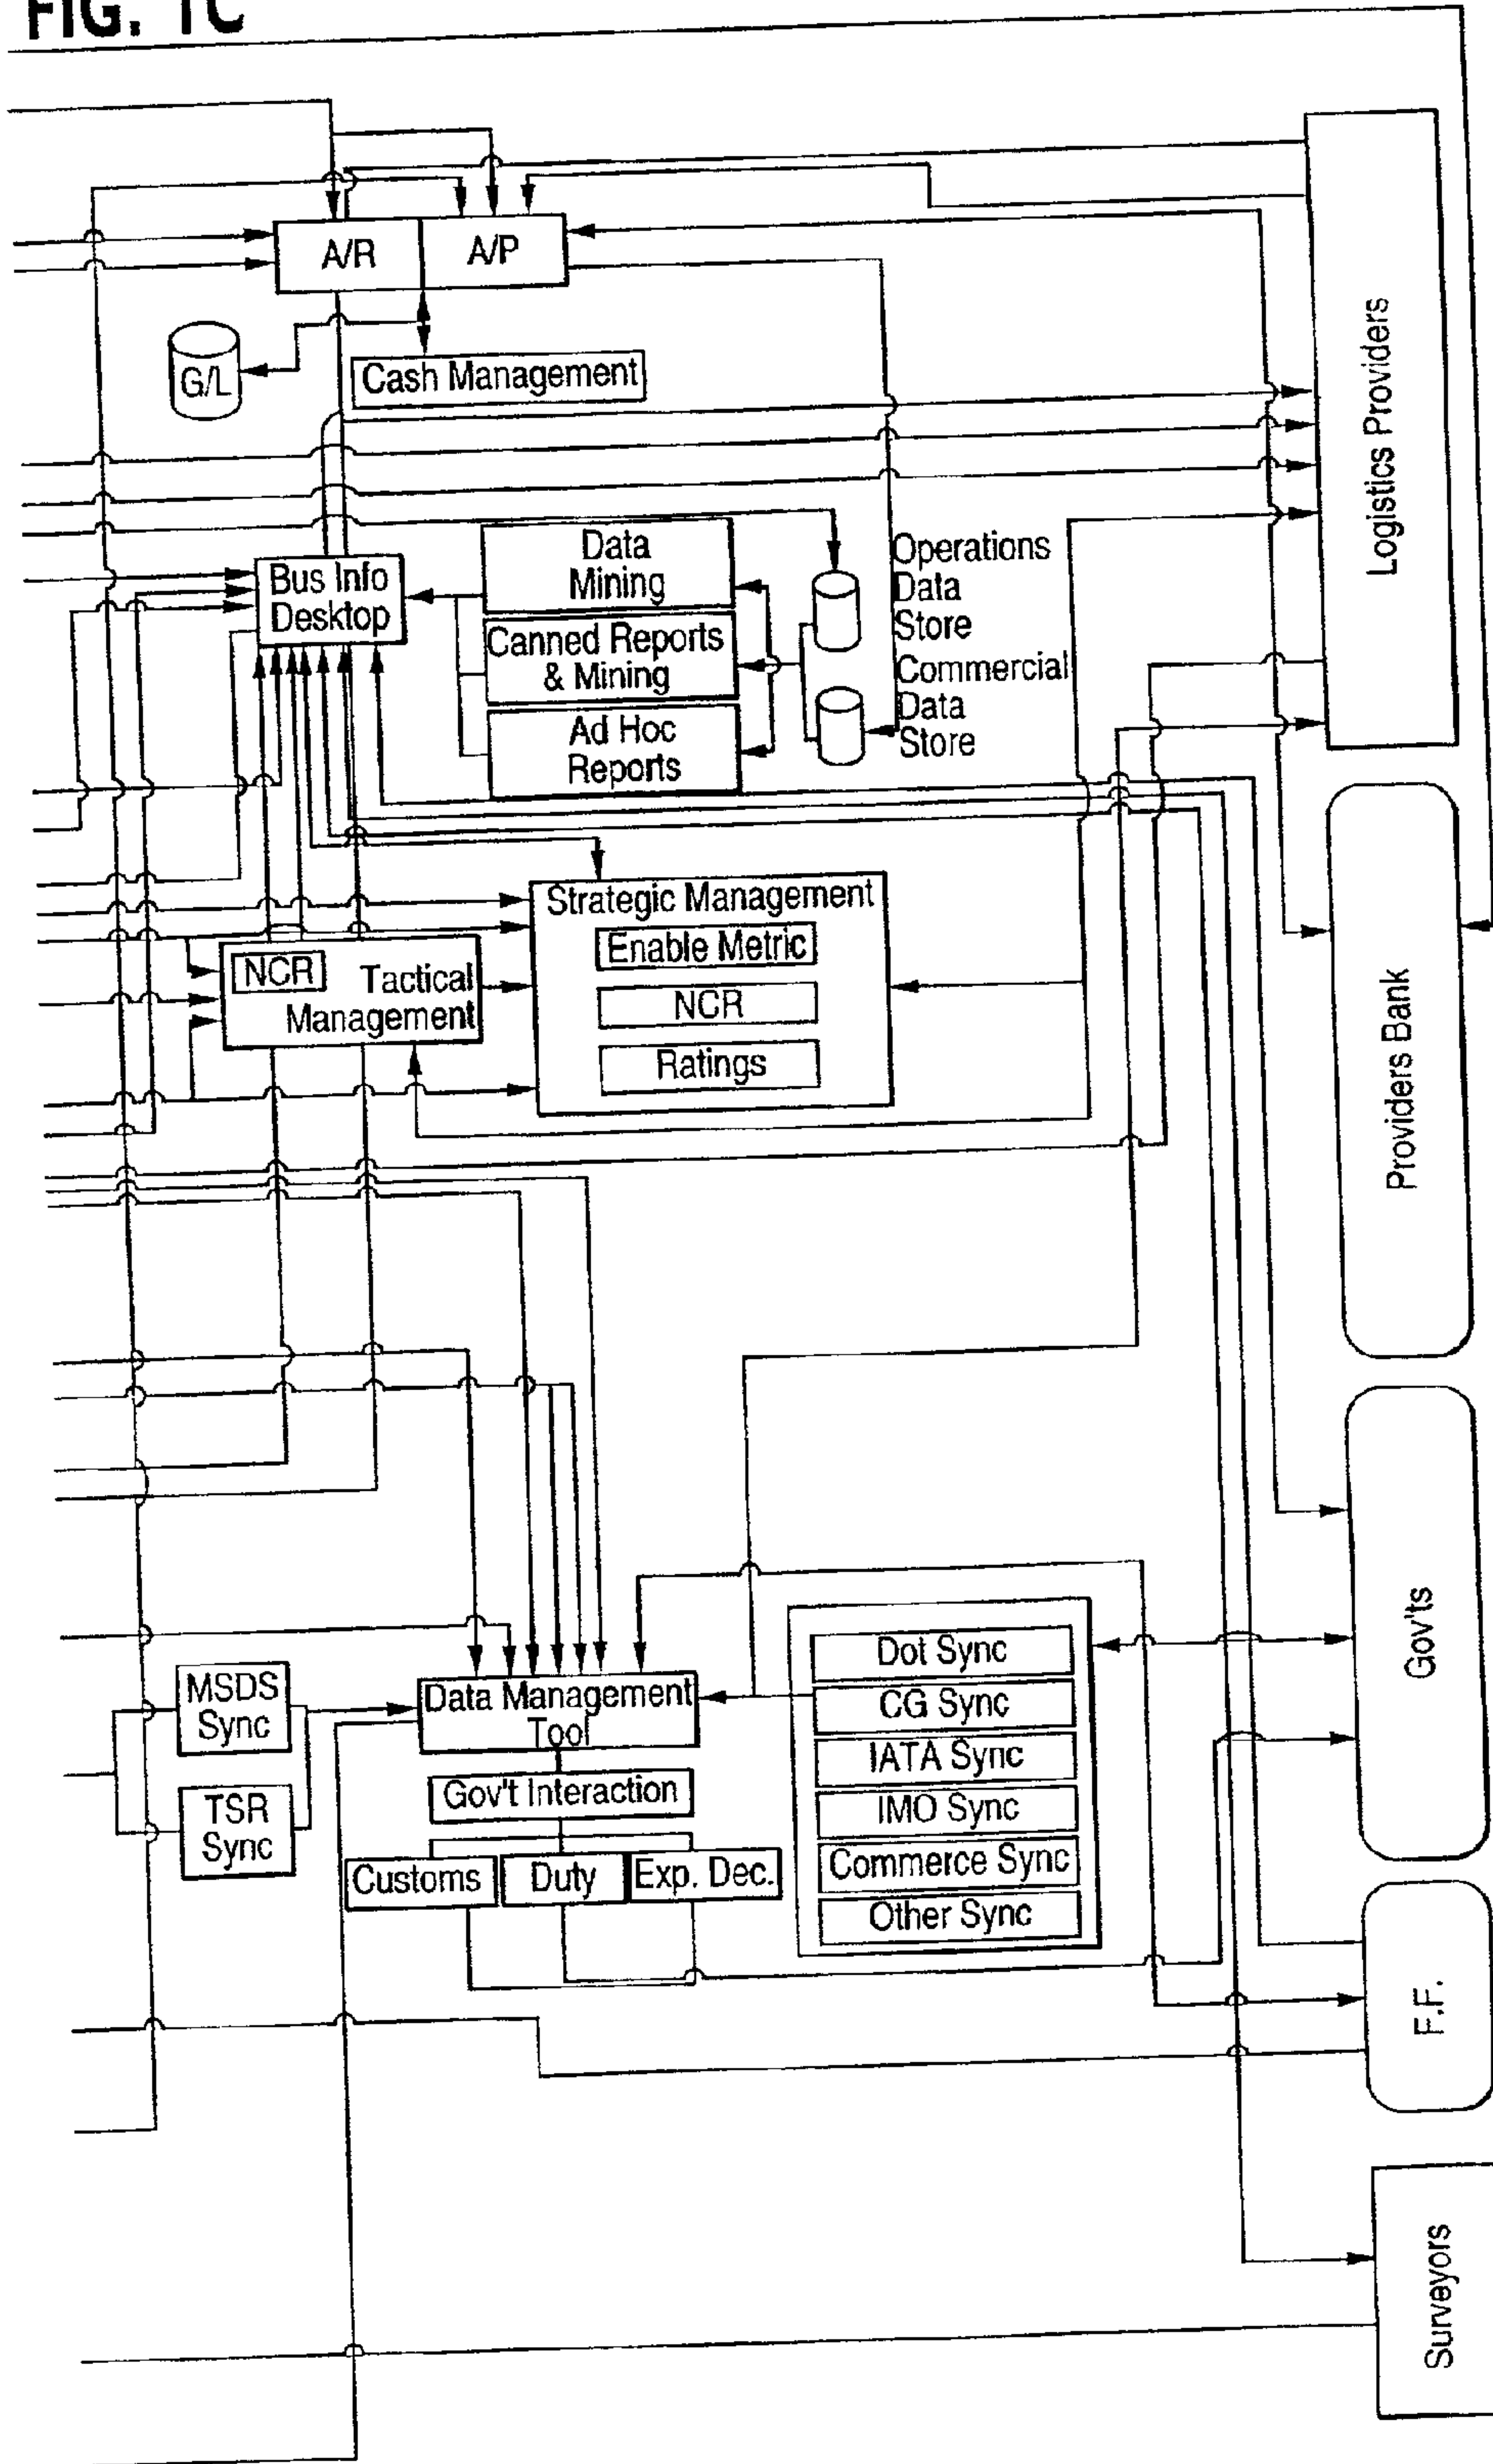 FIG. 1C
A/R
A/P
G/L
Cash Management
Logistics Providers
Bus Info
Desktop
Data
Mining
Canned Reports
& Mining
Ad Hoc
Reports
Operations
Data
Store
Commercial
Data
Store
Strategic Management
Enable Metric
NCR
Ratings
NCR
Tactical
Management
Providers Bank
Gov'ts
MSDS
Sync
TSR
Sync
Data Management
Tool
Gov't Interaction
Customs
Duty
Exp. Dec.
Dot Sync
CG Sync
IATA Sync
IMO Sync
Commerce Sync
Other Sync
F.F.
Surveyors